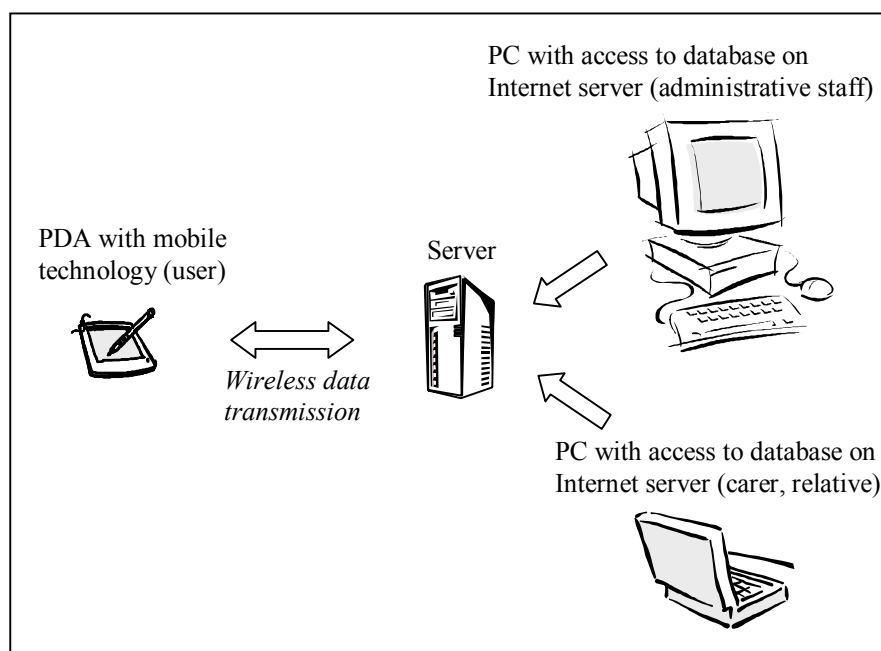 PC with access to database on
Internet server (administrative staff)
PDA with mobile
technology (user)
Server
Wireless data
transmission
PC with access to database on
Internet server (carer, relative)